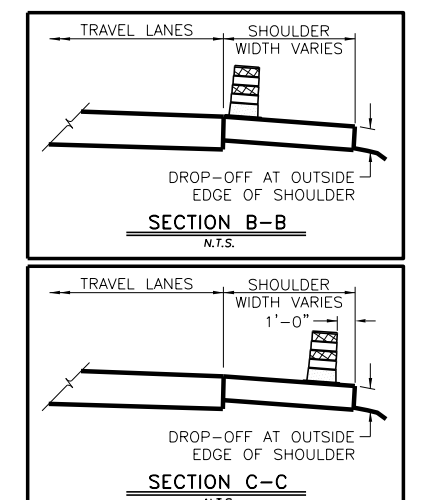 TRAVEL LANES
SHOULDER
WIDTH VARIES
DROP-OFF AT OUTSIDE
EDGE OF SHOULDER
SECTION B-B
N.T.S.
TRAVEL LANES
SHOULDER
WIDTH VARIES
1'-0"
DROP-OFF AT OUTSIDE
EDGE OF SHOULDER
SECTION C-C
N.T.S.